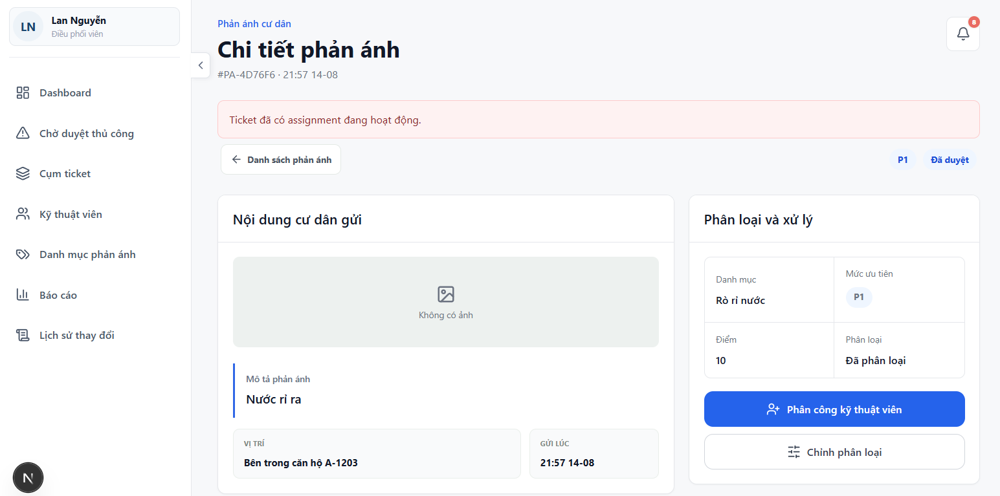 LN
Lan Nguyễn
Điều phối viên
Dashboard
Chờ duyệt thủ công
Cụm ticket
Kỹ thuật viên
Danh mục phản ánh
Báo cáo
Lịch sử thay đổi
N
Phản ánh cư dân
Chi tiết phản ánh
#PA-4D76F6 · 21:57 14-08
8
Ticket đã có assignment đang hoạt động.
Danh sách phản ánh
P1
Đã duyệt
Nội dung cư dân gửi
Không có ảnh
Mô tả phản ánh
Nước rỉ ra
VỊ TRÍ
Bên trong căn hộ A-1203
GỬI LÚC
21:57 14-08
Phân loại và xử lý
Danh mục
Rò rỉ nước
Mức ưu tiên
P1
Điểm
10
Phân loại
Đã phân loại
Phân công kỹ thuật viên
Chỉnh phân loại